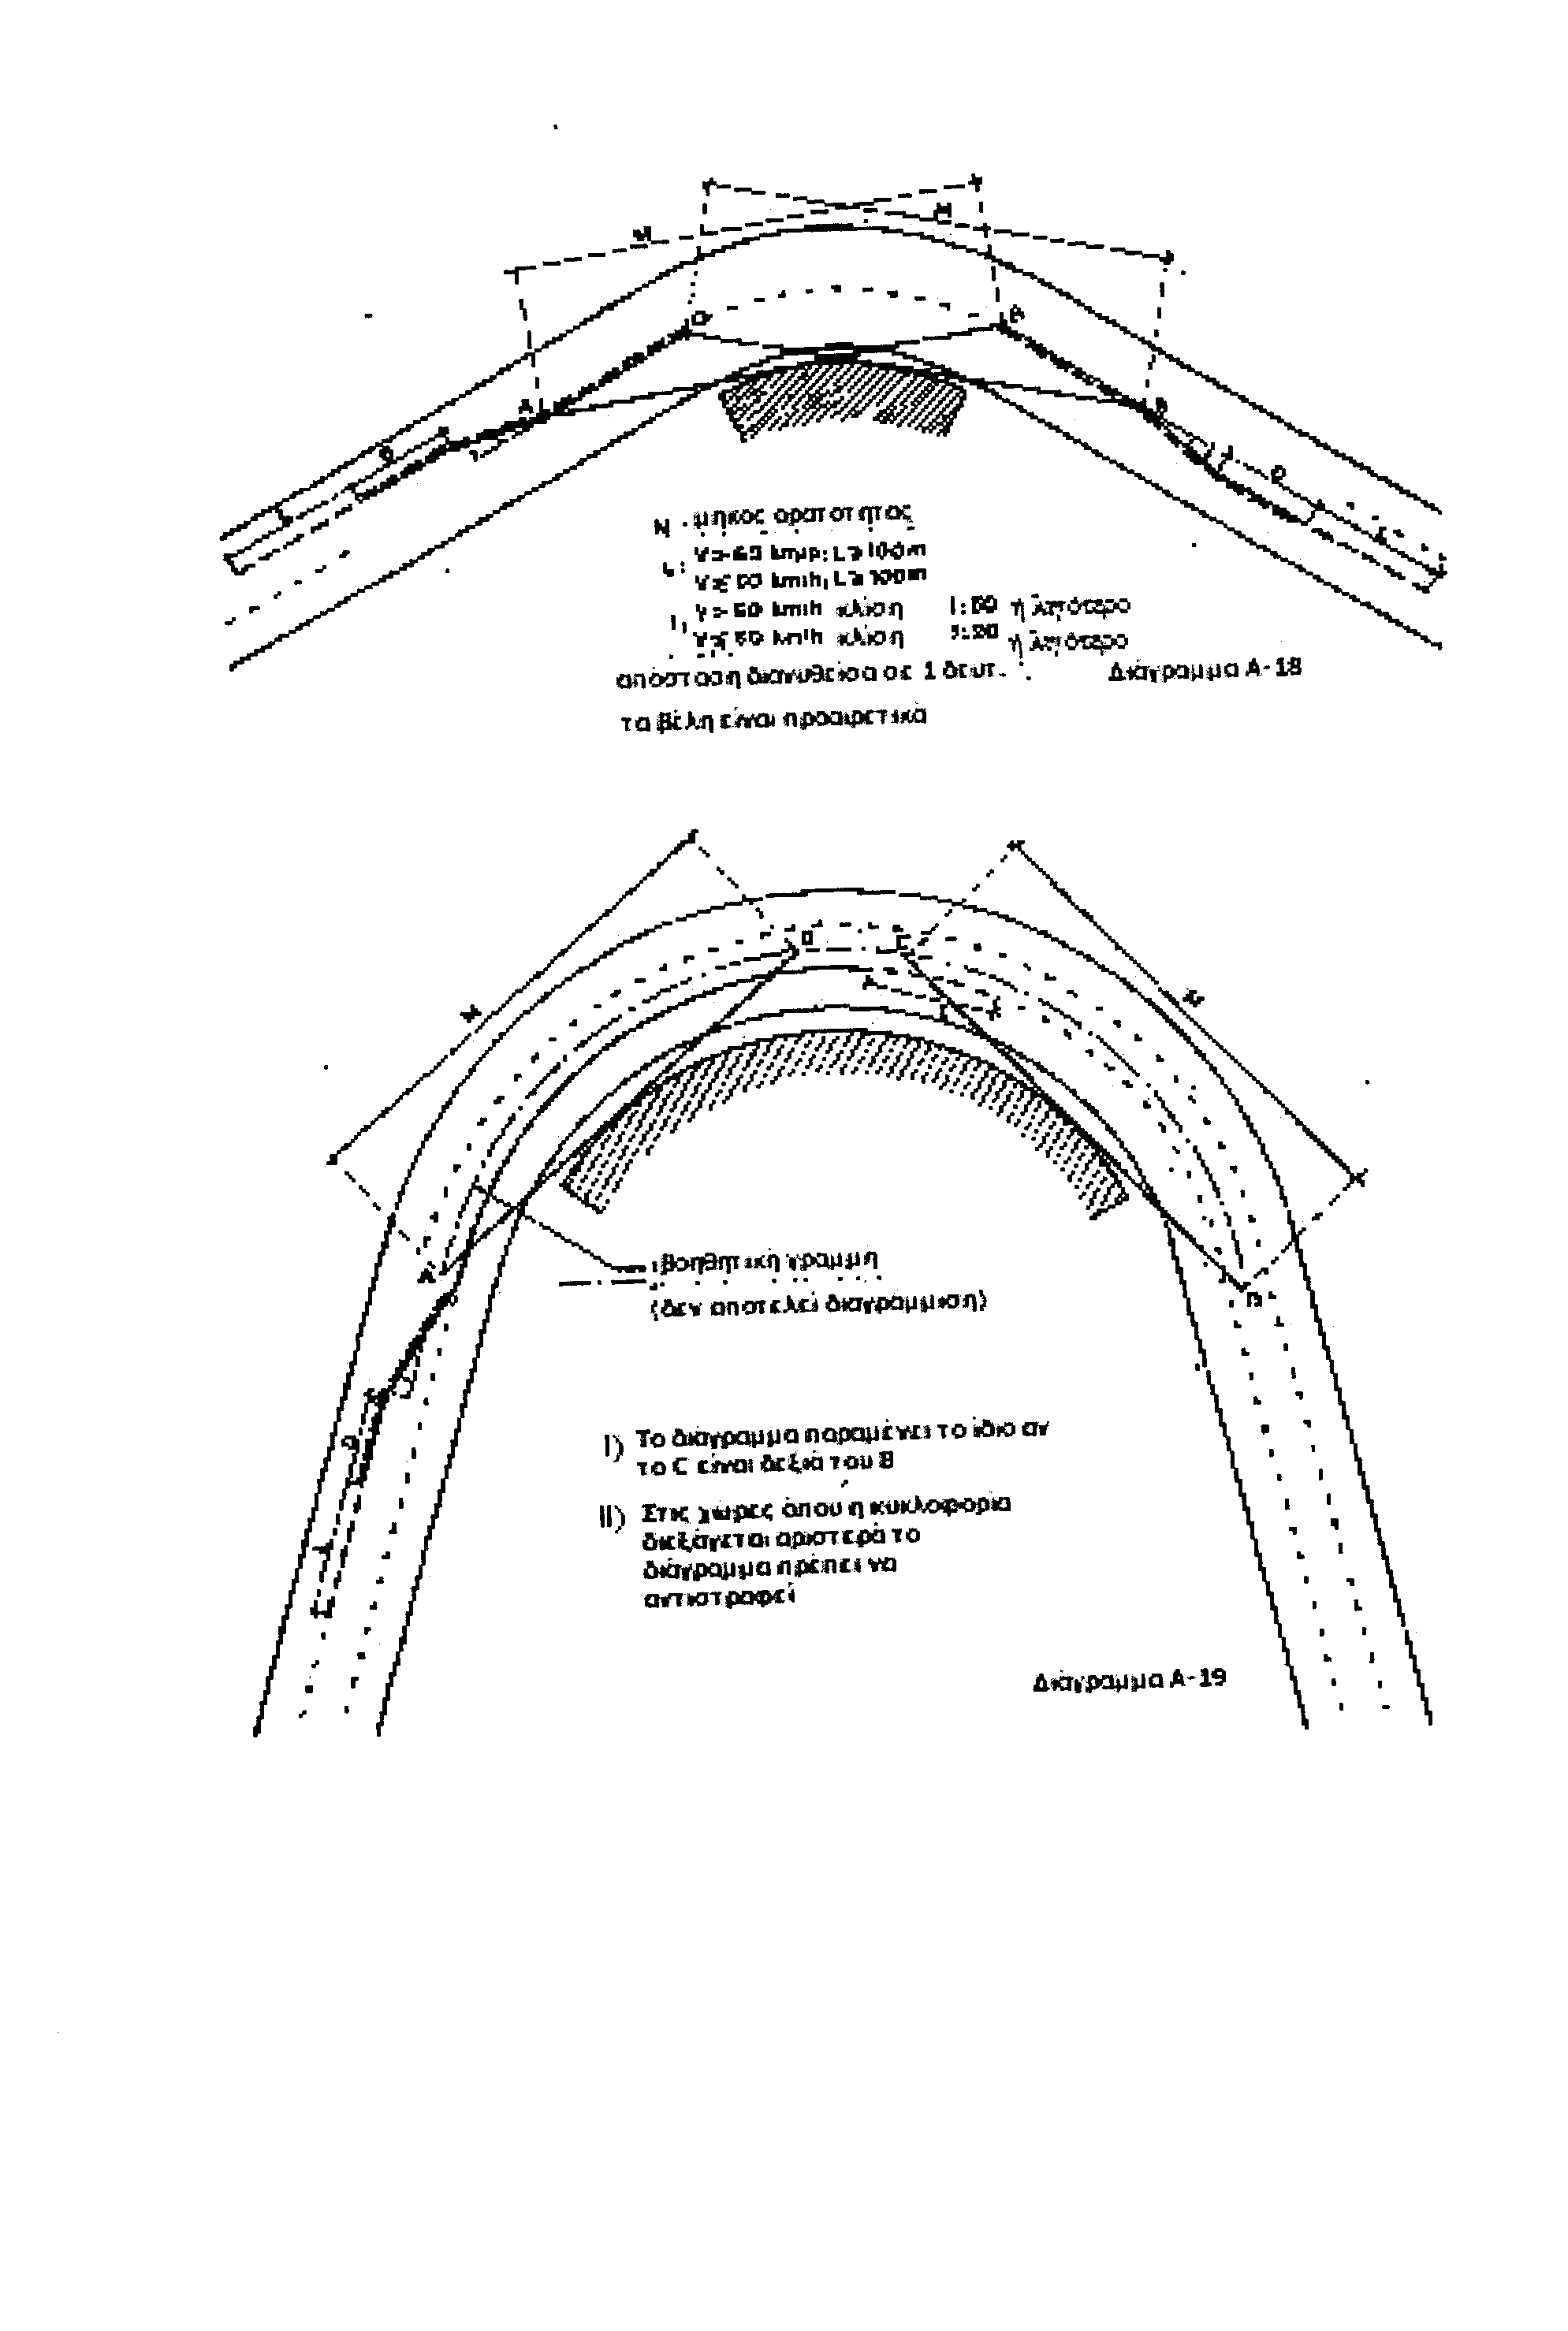 M
M
D
A
A
B
D
D
M : μήκος ορατότητας
L : V > 60 km/h; L ≥ 100m
V ≤ 60 km/h, L ≥
V > 60 km/h κλίση 1:50 ή λιγότερο
V ≤ 60 km/h κλίση 1:20 ή λιγότερο
απόσταση διανυθείσα σε 1 δευτ.
Διάγραμμα Α-18
τα βέλη είναι προαιρετικά
M
M
D
C
A
B
D
: βοηθητική γραμμή
(δεν αποτελεί διαγράμμιση)
I) Το διάγραμμα παραμένει το ίδιο αν
το C είναι δεξιά του Β
II) Στις χώρες όπου η κυκλοφορία
διεξάγεται αριστερά το
διάγραμμα πρέπει να
αντιστραφεί
Διάγραμμα Α-19